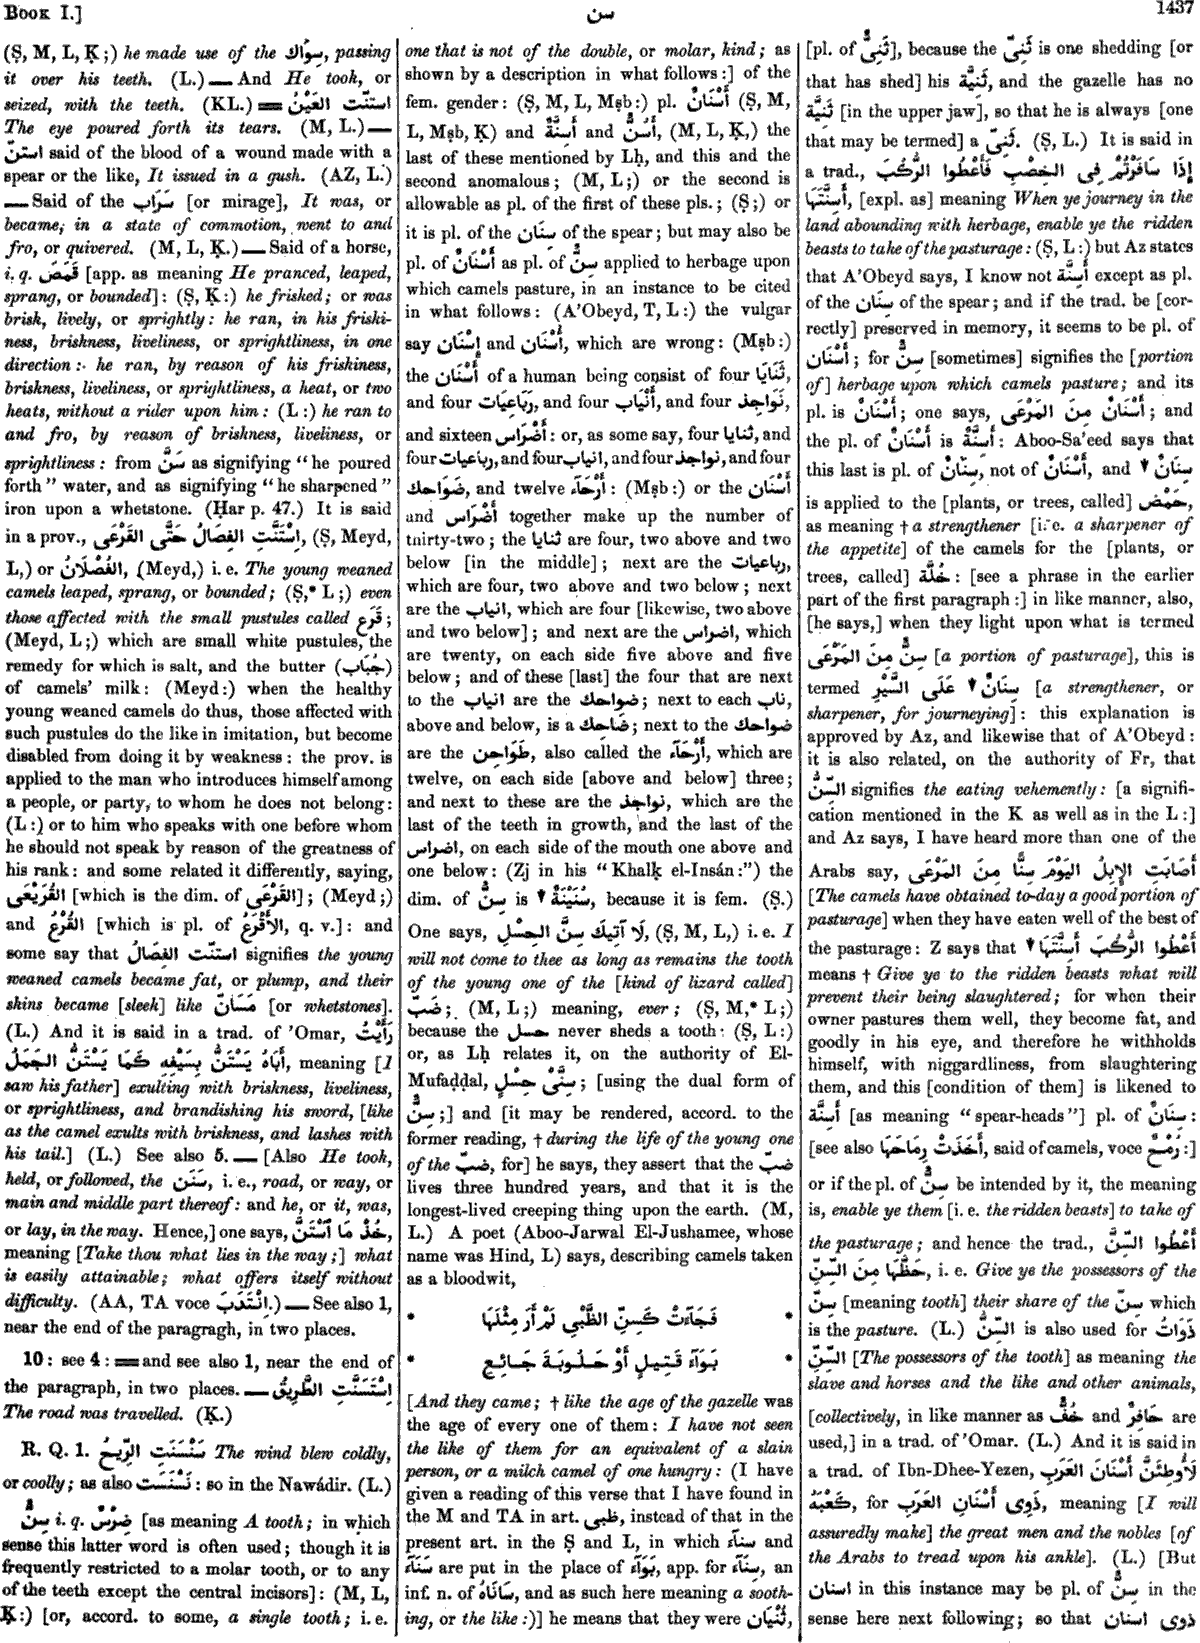 Book I.]
سن
1437
(Ṣ, M, L, Ḳ;) he made use of the سِوَاك, passing
it over his teeth. (L.) — And He took, or
seized, with the teeth. (KL.) ═ استنّت العَيْنُ
The eye poured forth its tears. (M, L.) —
استنّ said of the blood of a wound made with a
spear or the like, It issued in a gush. (AZ, L.)
— Said of the سَرَاب [or mirage], It was, or
became, in a state of commotion, went to and
fro, or quivered. (M, L, Ḳ.) — Said of a horse,
i. q. قَمَصَ [app. as meaning He pranced, leaped,
sprang, or bounded]: (Ṣ, Ḳ:) he frisked; or was
brisk, lively, or sprightly: he ran, in his friski-
ness, briskness, liveliness, or sprightliness, in one
direction: he ran, by reason of his friskiness,
briskness, liveliness, or sprightliness, a heat, or two
heats, without a rider upon him: (L:) he ran to
and fro, by reason of briskness, liveliness, or
sprightliness: from سَنَّ as signifying "he poured
forth" water, and as signifying "he sharpened"
iron upon a whetstone. (Ḥar p. 47.) It is said
in a prov., اِسْتَنَّتِ الفِصَالُ حَتَّى القَرْعَى, (Ṣ, Meyd,
L,) or الفُصْلَانُ, (Meyd,) i. e. The young weaned
camels leaped, sprang, or bounded; (Ṣ,* L;) even
those affected with the small pustules called قَرَع;
(Meyd, L;) which are small white pustules, the
remedy for which is salt, and the butter (جُبَاب)
of camels' milk: (Meyd:) when the healthy
young weaned camels do thus, those affected with
such pustules do the like in imitation, but become
disabled from doing it by weakness: the prov. is
applied to the man who introduces himself among
a people, or party, to whom he does not belong:
(L:) or to him who speaks with one before whom
he should not speak by reason of the greatness of
his rank: and some related it differently, saying,
القُرَيْعَى [which is the dim. of القَرْعَى]; (Meyd;)
and القُرْعُ [which is pl. of الأَقْرَعُ, q. v.]: and
some say that استنّت الفِصَالُ signifies the young
weaned camels became fat, or plump, and their
skins became [sleek] like مَسَانّ [or whetstones].
(L.) And it is said in a trad. of 'Omar, رَأَيْتُ
أَبَاهُ يَسْتَنُّ بِسَيْفِهِ كَمَا يَسْتَنُّ الجَمَلُ, meaning [I
saw his father] exulting with briskness, liveliness,
or sprightliness, and brandishing his sword, [like
as the camel exults with briskness, and lashes with
his tail.] (L.) See also 5. — [Also He took,
held, or followed, the سَنَن, i. e., road, or way, or
main and middle part thereof: and he, or it, was,
or lay, in the way. Hence,] one says, خُذْ مَا ٱسْتَنَّ,
meaning [Take thou what lies in the way;] what
is easily attainable; what offers itself without
difficulty. (AA, TA voce اِنْتَدَبَ.) — See also 1,
near the end of the paragragh, in two places.
10: see 4: ═ and see also 1, near the end of
the paragraph, in two places. — اِسْتَسَنَّتِ الطَّرِيقُ
The road was travelled. (Ḳ.)
R. Q. 1. سَنْسَنَتِ الرِّيحُ The wind blew coldly,
or coolly; as also نَسْنَسَت: so in the Nawádir. (L.)
سِنٌّ i. q. ضِرْسٌ [as meaning A tooth; in which
sense this latter word is often used; though it is
frequently restricted to a molar tooth, or to any
of the teeth except the central incisors]: (M, L,
Ḳ:) [or, accord. to some, a single tooth; i. e.
one that is not of the double, or molar, kind; as
shown by a description in what follows:] of the
fem. gender: (Ṣ, M, L, Mṣb:) pl. أَسْنَانٌ (Ṣ, M,
L, Mṣb, Ḳ) and أَسِنَّةٌ and أَسُنٌّ, (M, L, Ḳ,) the
last of these mentioned by Lḥ, and this and the
second anomalous; (M, L;) or the second is
allowable as pl. of the first of these pls.; (Ṣ;) or
it is pl. of the سِنَان of the spear; but may also be
pl. of أَسْنَانٌ as pl. of سِنٌّ applied to herbage upon
which camels pasture, in an instance to be cited
in what follows: (A'Obeyd, T, L:) the vulgar
say إِسْنَان and أُسْنَان, which are wrong: (Mṣb:)
the أَسْنَان of a human being consist of four ثَنَايَا,
and four رَبَاعِيَات, and four أَنْيَاب, and four نَوَاجِذ,
and sixteen أَضْرَاس: or, as some say, four ثنايا, and
four رباعيات, and four انياب, and four نواجذ, and four
ضَوَاحِك, and twelve أَرْحَآء: (Mṣb:) or the أَسْنَان
and أَضْرَاس together make up the number of
thirty-two; the ثنايا are four, two above and two
below [in the middle]; next are the رباعيات,
which are four, two above and two below; next
are the انياب, which are four [likewise, two above
and two below]; and next are the اضراس, which
are twenty, on each side five above and five
below; and of these [last] the four that are next
to the انياب are the ضواحك; next to each ناب,
above and below, is a ضَاحِك; next to the ضواحك
are the طَوَاحِن, also called the أَرْحَآء, which are
twelve, on each side [above and below] three;
and next to these are the نواجذ, which are the
last of the teeth in growth, and the last of the
اضراس, on each side of the mouth one above and
one below: (Zj in his "Khalḳ el-Insán:") the
dim. of سِنٌّ is ▼ سُنَيْنَةٌ, because it is fem. (Ṣ.)
One says, لَا آتِيكَ سِنَّ الحِسْلِ, (Ṣ, M, L,) i. e. I
will not come to thee as long as remains the tooth
of the young one of the [kind of lizard called]
ضَبّ; (M, L;) meaning, ever; (Ṣ, M,* L;)
because the حسل never sheds a tooth: (Ṣ, L:)
or, as Lḥ relates it, on the authority of El-
Mufaḍḍal, سِنَّىْ حِسْلٍ; [using the dual form of
سِنٌّ;] and [it may be rendered, accord. to the
former reading, † during the life of the young one
of the ضبّ, for] he says, they assert that the ضبّ
lives three hundred years, and that it is the
longest-lived creeping thing upon the earth. (M,
L.) A poet (Aboo-Jarwal El-Jushamee, whose
name was Hind, L) says, describing camels taken
as a bloodwit,
* فَجَآءَتْ كَسِنِّ الظَّبْىِ لَمْ أَرَ مِثْلَهَا *
* بَوَآءَ قَتِيلٍ أَوْ حَلُوبَةَ جَائِعِ *
[And they came; † like the age of the gazelle was
the age of every one of them: I have not seen
the like of them for an equivalent of a slain
person, or a milch camel of one hungry: (I have
given a reading of this verse that I have found in
the M and TA in art. ظبى, instead of that in the
present art. in the Ṣ and L, in which سنآء and
سَنَآءَ are put in the place of بَوَآءَ, app. for سِنَآء, an
inf. n. of سَانَاهُ, and as such here meaning a sooth-
ing, or the like:)] he means that they were ثُنْيَان,
[pl. of ثَنِىٌّ], because the ثَنِىّ is one shedding [or
that has shed] his ثَنِيَّة, and the gazelle has no
ثَنِيَّة [in the upper jaw], so that he is always [one
that may be termed] a ثَنِىّ. (Ṣ, L.) It is said in
a trad., إِذَا سَافَرْتُمْ فِى الخِصْبِ فَأَعْطُوا الرُّكُبَ
أَسِنَّتَهَا, [expl. as] meaning When ye journey in the
land abounding with herbage, enable ye the ridden
beasts to take of the pasturage: (Ṣ, L:) but Az states
that A'Obeyd says, I know not أَسِنَّة except as pl.
of the سِنَان of the spear; and if the trad. be [cor-
rectly] preserved in memory, it seems to be pl. of
أَسْنَان; for سِنٌّ [sometimes] signifies the [portion
of] herbage upon which camels pasture; and its
pl. is أَسْنَانٌ; one says, أَسْنَانٌ مِنَ المَرْعَى; and
the pl. of أَسْنَانٌ is أَسِنَّةٌ: Aboo-Sa'eed says that
this last is pl. of سِنَانٌ, not of أَسْنَانٌ, and ▼ سِنَانٌ
is applied to the [plants, or trees, called] حَمْض,
as meaning † a strengthener [i. e. a sharpener of
the appetite] of the camels for the [plants, or
trees, called] خُلَّة: [see a phrase in the earlier
part of the first paragraph:] in like manner, also,
[he says,] when they light upon what is termed
سِنٌّ مِنَ المَرْعَى [a portion of pasturage], this is
termed ▼ سِنَانٌ عَلَى السَّيْرِ [a strengthener, or
sharpener, for journeying]: this explanation is
approved by Az, and likewise that of A'Obeyd:
it is also related, on the authority of Fr, that
السِّنُّ signifies the eating vehemently: [a signifi-
cation mentioned in the K as well as in the L:]
and Az says, I have heard more than one of the
Arabs say, أَصَابَتِ الإِبِلُ اليَوْمَ سِنًّا مِنَ المَرْعَى
[The camels have obtained to-day a good portion of
pasturage] when they have eaten well of the best of
the pasturage: Z says that ▼ أَعْطُوا الرُّكُبَ أَسِنَّتَهَا
means † Give ye to the ridden beasts what will
prevent their being slaughtered; for when their
owner pastures them well, they become fat, and
goodly in his eye, and therefore he withholds
himself, with niggardliness, from slaughtering
them, and this [condition of them] is likened to
أَسِنَّة [as meaning "spear-heads"] pl. of سِنَانٌ:
[see also أَخَذَتْ رِمَاحَهَا, said of camels, voce رُمْحٌ:]
or if the pl. of سِنٌّ be intended by it, the meaning
is, enable ye them [i. e. the ridden beasts] to take of
the pasturage; and hence the trad., أَعْطُوا السِّنَّ
حَظَّهَا مِنَ السِّنِّ, i. e. Give ye the possessors of the
سِنّ [meaning tooth] their share of the سِنّ which
is the pasture. (L.) السِّنُّ is also used for ذَوَاتُ
السِّنِّ [The possessors of the tooth] as meaning the
slave and horses and the like and other animals,
[collectively, in like manner as خُفٌّ and حَافِرٌ are
used,] in a trad. of 'Omar. (L.) And it is said in
a trad. of Ibn-Dhee-Yezen, لَأُوطِئَنَّ أَسْنَانَ العَرَبِ
كَعْبَهُ, for ذَوِى أَسْنَانِ العَرَبِ, meaning [I will
assuredly make] the great men and the nobles [of
the Arabs to tread upon his ankle]. (L.) [But
اسنان in this instance may be pl. of سِنٌّ in the
sense here next following; so that ذوى اسنان